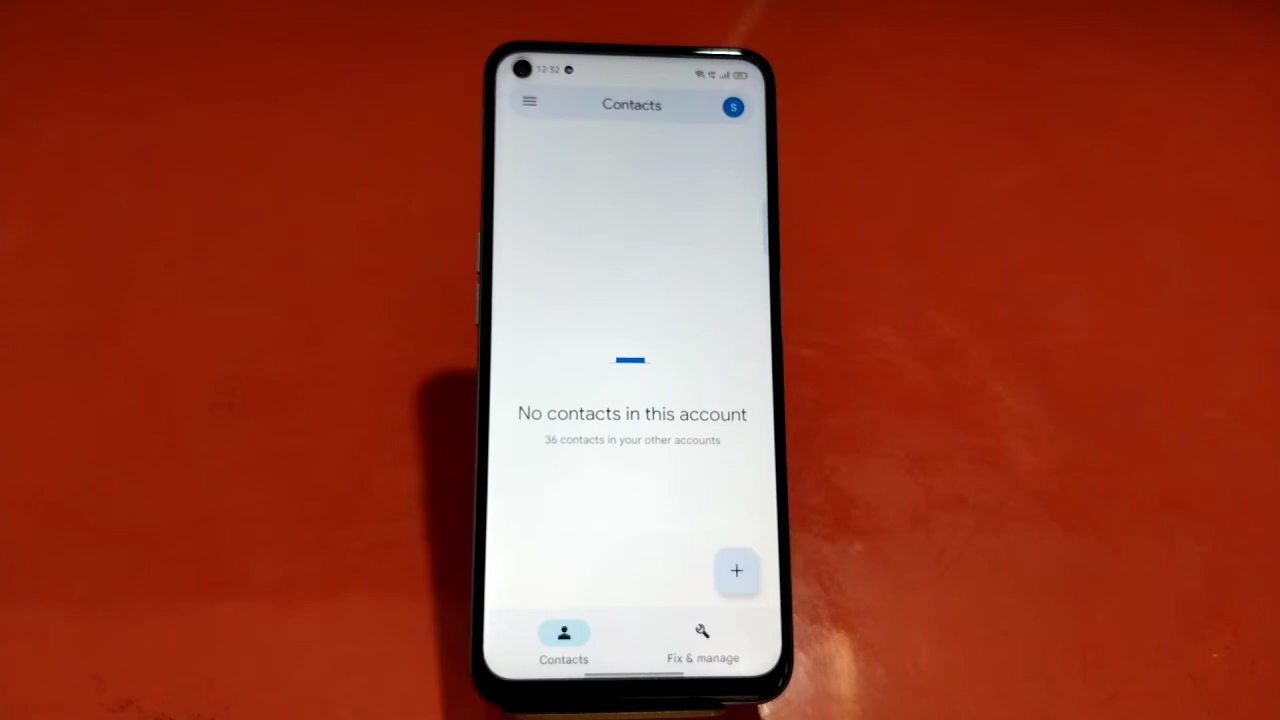 12:32
Contacts
S
No contacts in this account
36 contacts in your other accounts
Contacts
Fix & manage